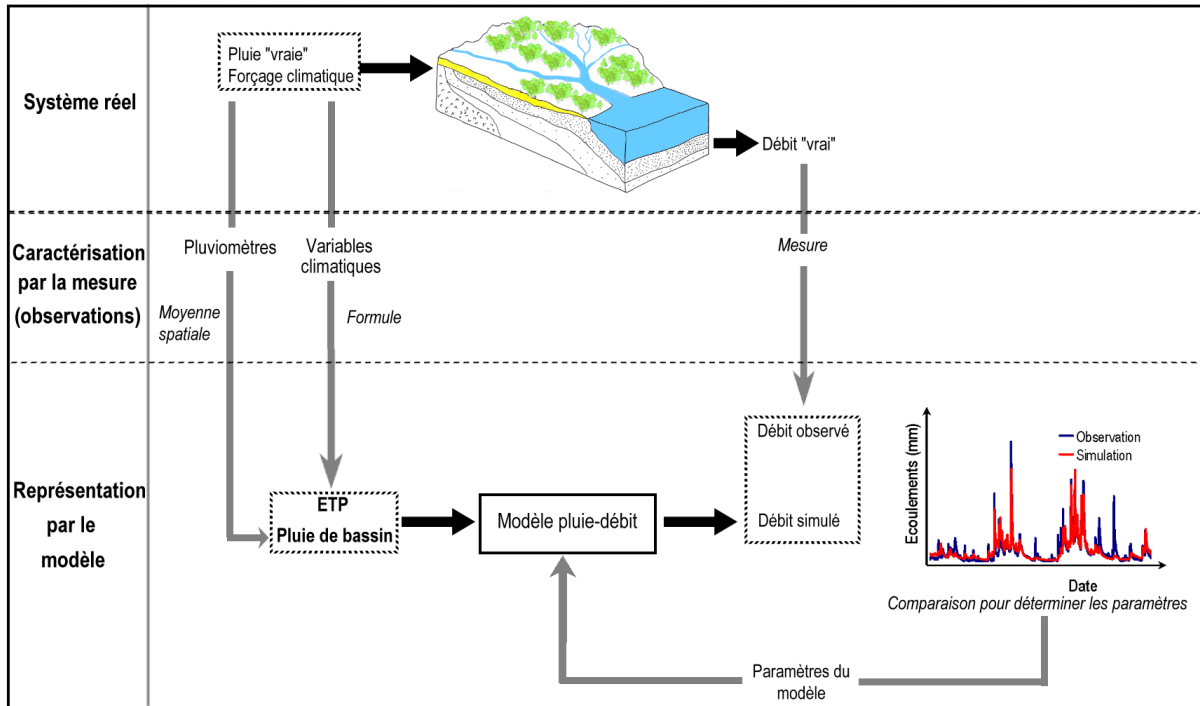 Système réel
Pluie "vraie"
Forçage climatique
Débit "vrai"
Caractérisation
par la mesure
(observations)
Pluviomètres
Variables
climatiques
Mesure
Moyenne
spatiale
Formule
Représentation
par le
modèle
ETP
Pluie de bassin
Modèle pluie-débit
Débit observé
Débit simulé
Ecoulements (mm)
Observation
Simulation
Date
Comparaison pour déterminer les paramètres
Paramètres du
modèle